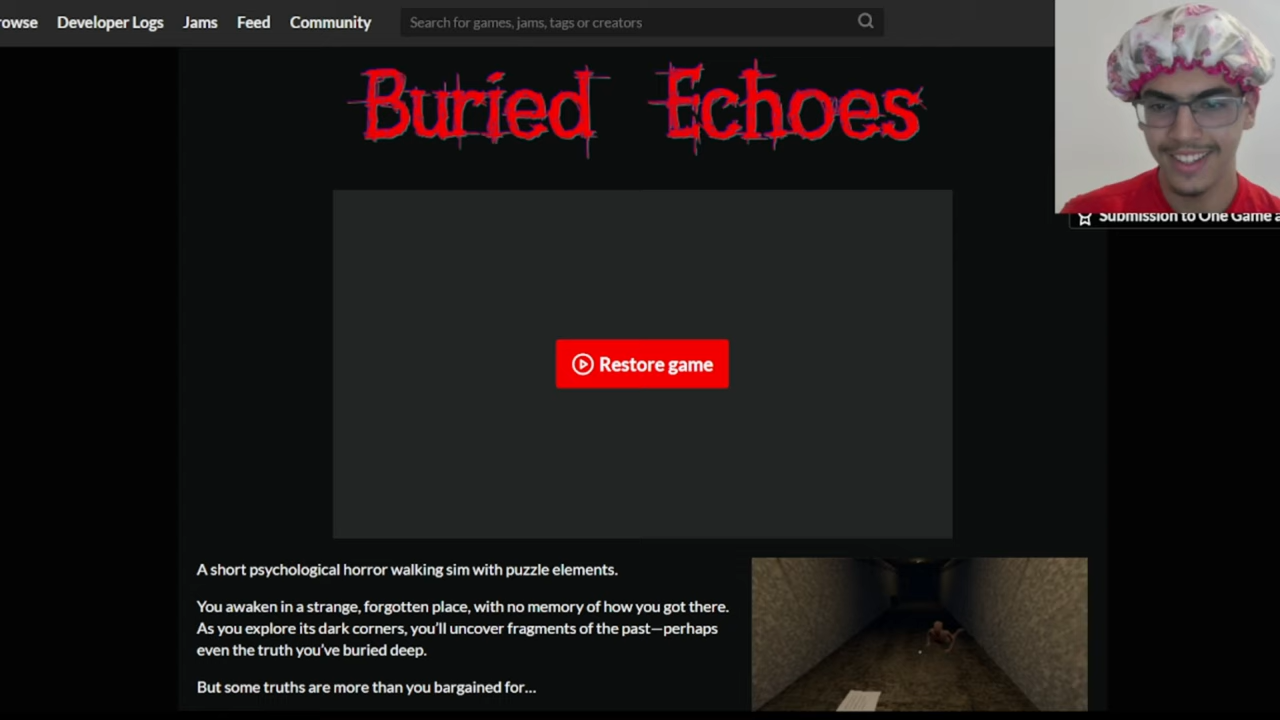 Developer Logs
Jams
Feed
Community
Search for games, jams, tags or creators
Buried Echoes
Submission to One Game a
Restore game
A short psychological horror walking sim with puzzle elements.
You awaken in a strange, forgotten place, with no memory of how you got there.
As you explore its dark corners, you'll uncover fragments of the past—perhaps
even the truth you've buried deep.
But some truths are more than you bargained for...